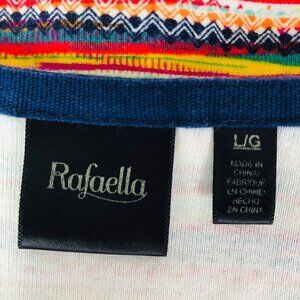 Rafaella
L/G
MADE IN
CHINA/
FABRIQUÉ
EN CHINE/
HECHO
EN CHINA